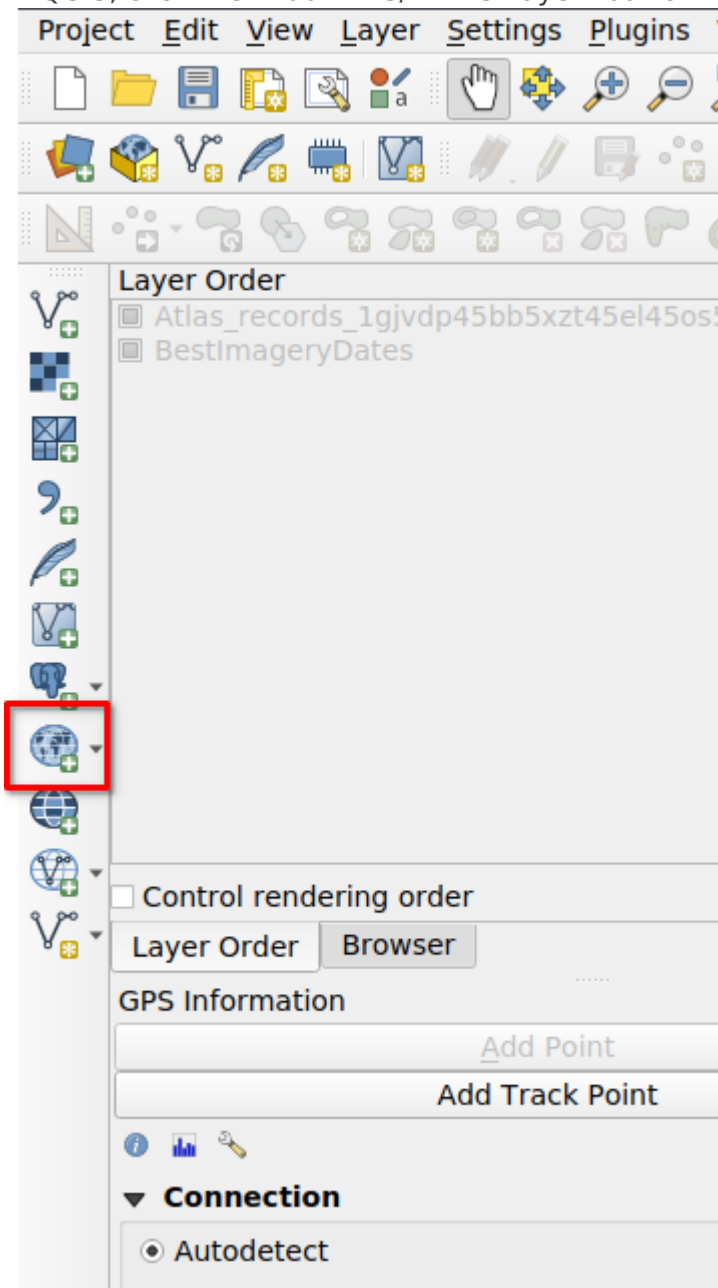 Project Edit View Layer Settings Plugins
a
Layer Order
Atlas_records_1gjvdp45bb5xzt45el45os
BestImageryDates
Control rendering order
Layer Order Browser
GPS Information
Add Point
Add Track Point
Connection
Autodetect